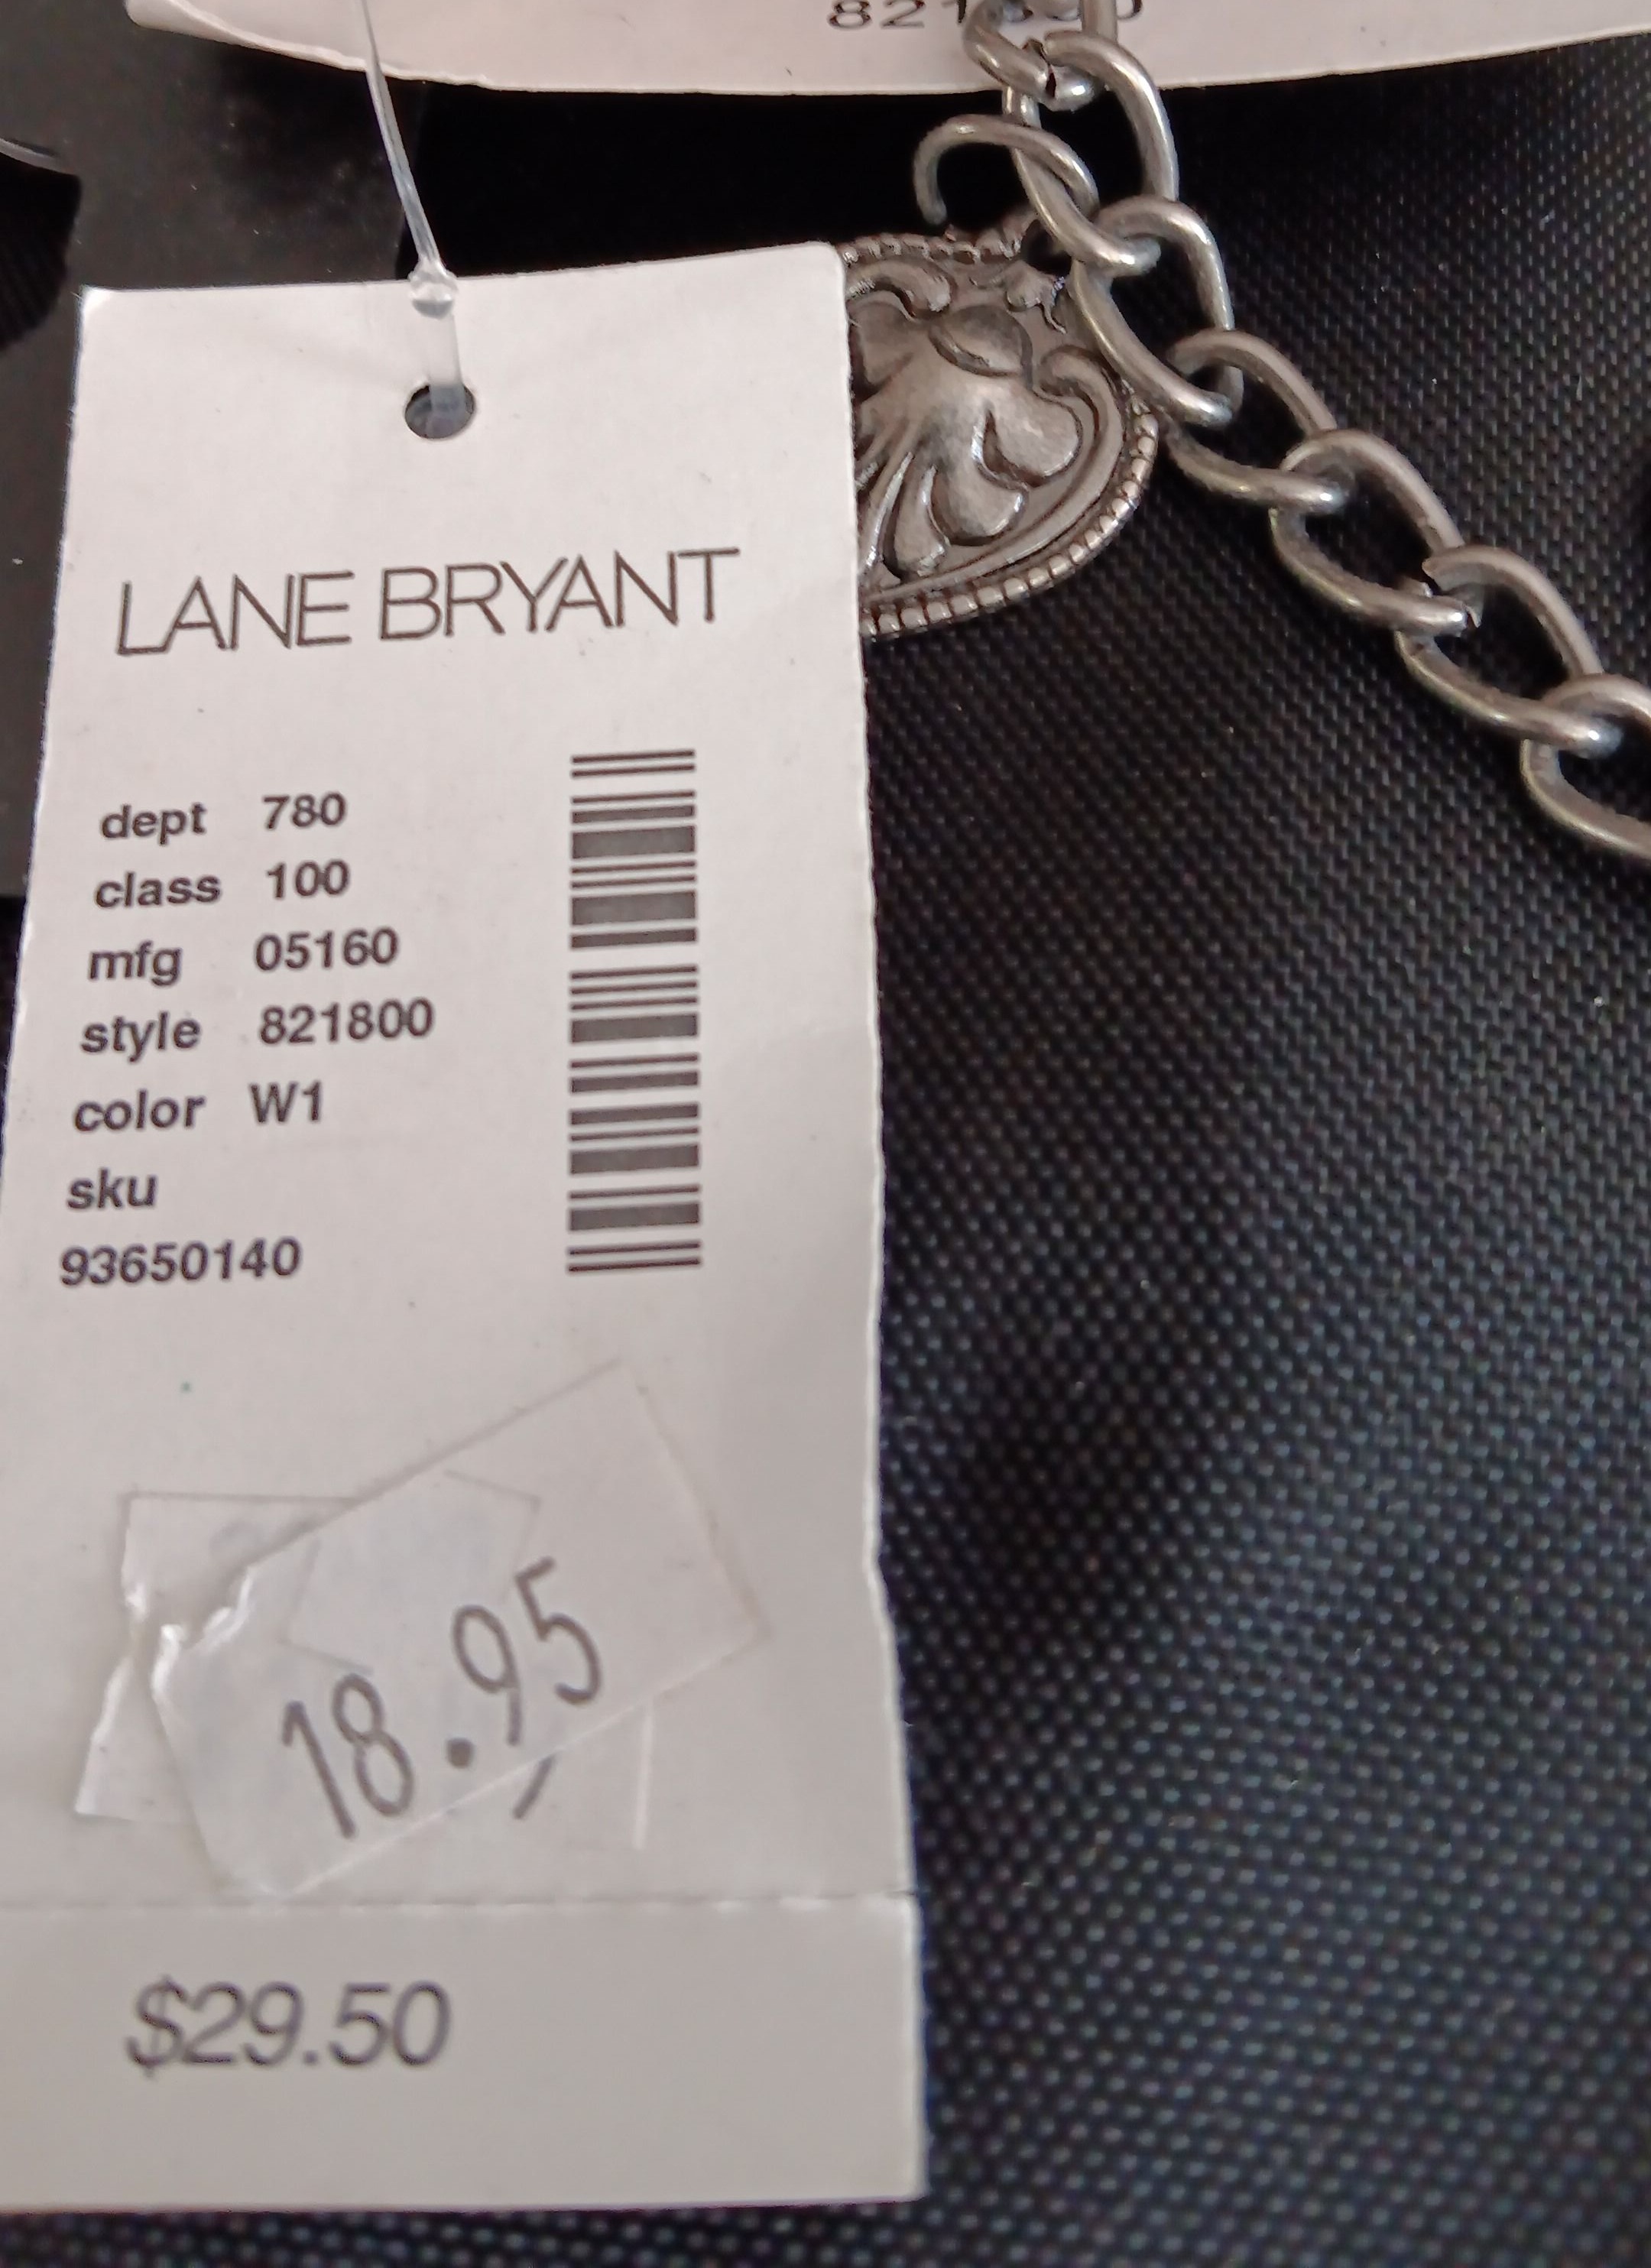 LANE BRYANT
dept 780
class 100
mfg 05160
style 821800
color W1
sku
93650140
18.95
$29.50